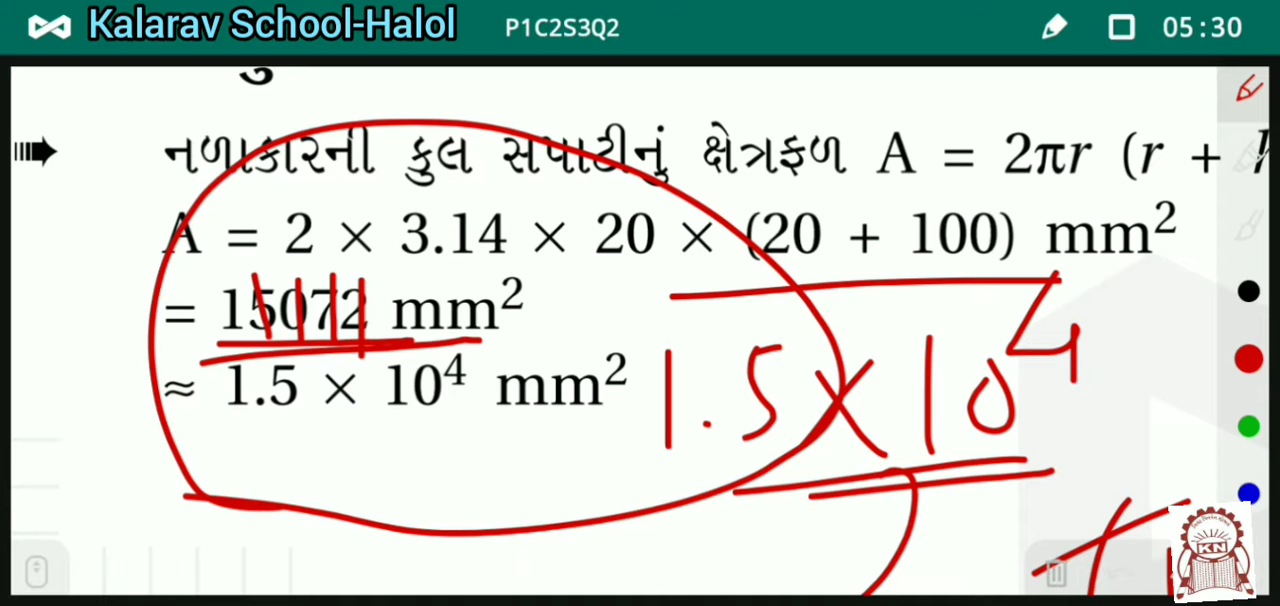 Kalarav School-Halol P1C2S3Q2 05:30
નળાકારની કુલ સપાટીનું ક્ષેત્રફળ A = 2πr (r + h
A = 2 × 3.14 × 20 × (20 + 100) mm²
= 15072 mm²
≈ 1.5 × 10⁴ mm²
1.5 × 10⁴
KN